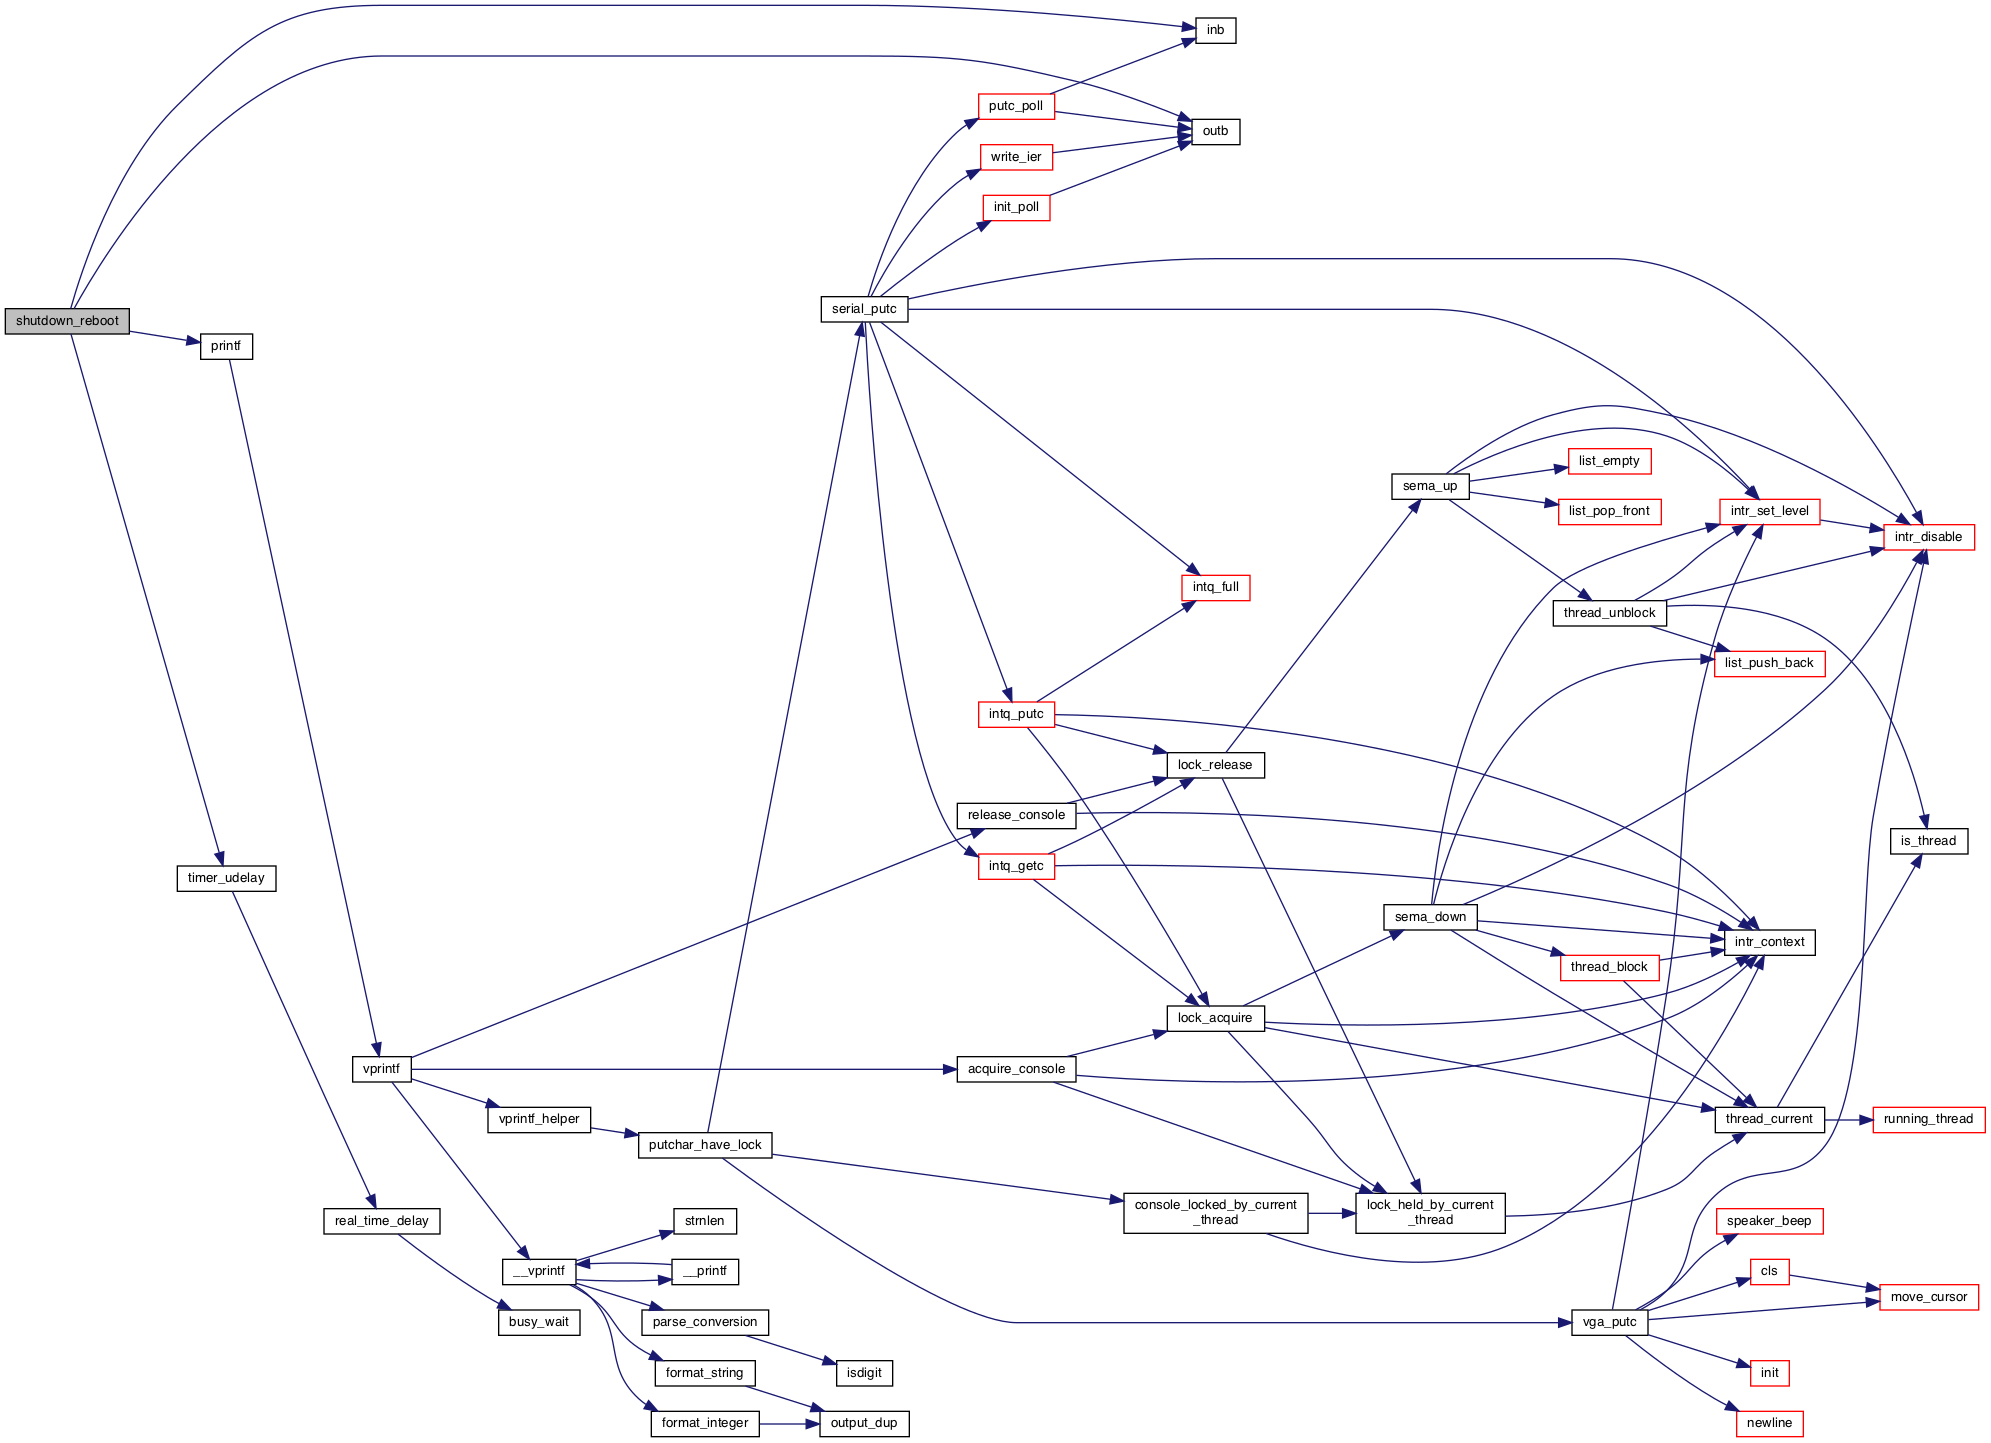 inb
putc_poll
outb
write_ier
init_poll
serial_putc
shutdown_reboot
printf
list_empty
sema_up
list_pop_front
intr_set_level
intr_disable
intq_full
thread_unblock
list_push_back
intq_putc
lock_release
release_console
is_thread
intq_getc
timer_udelay
sema_down
intr_context
thread_block
lock_acquire
vprintf
acquire_console
vprintf_helper
thread_current
running_thread
putchar_have_lock
console_locked_by_current
_thread
lock_held_by_current
_thread
real_time_delay
strnlen
speaker_beep
__vprintf
__printf
cls
move_cursor
busy_wait
parse_conversion
vga_putc
format_string
isdigit
init
format_integer
output_dup
newline